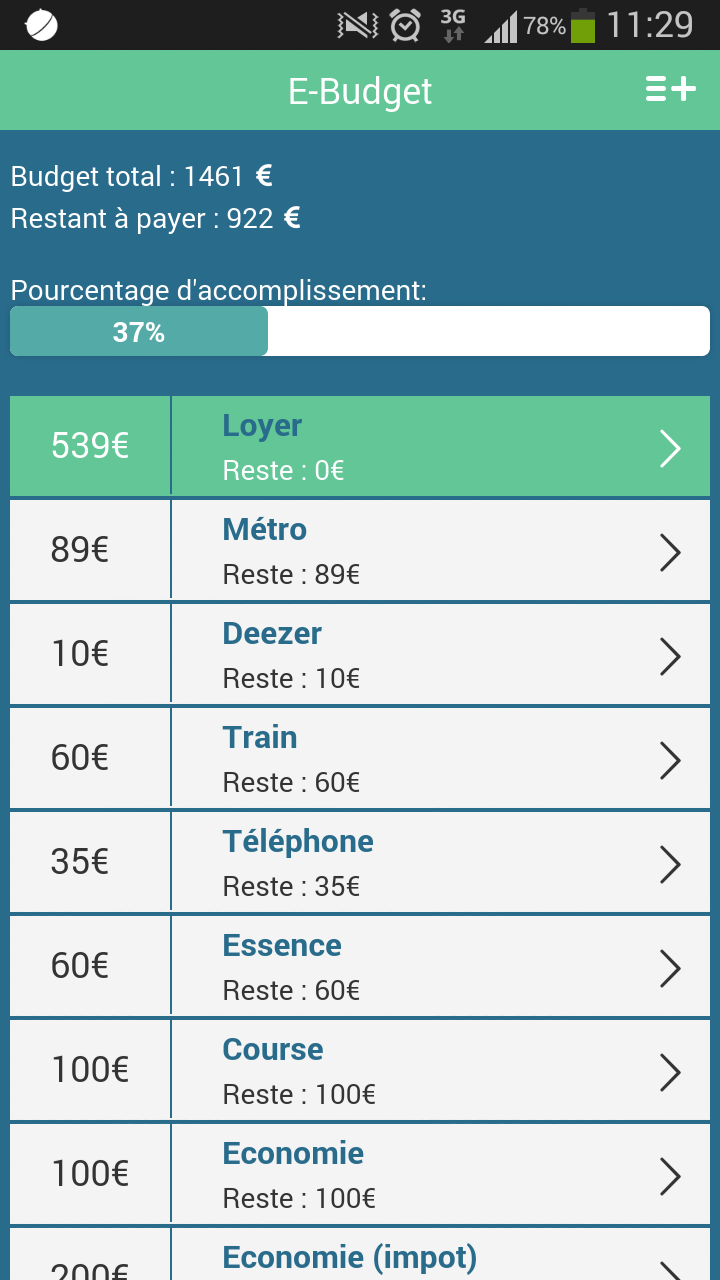 3G 78% 11:29
E-Budget
Budget total : 1461 €
Restant à payer : 922 €
Pourcentage d'accomplissement:
37%
539€
Loyer
Reste : 0€
89€
Métro
Reste : 89€
10€
Deezer
Reste : 10€
60€
Train
Reste : 60€
35€
Téléphone
Reste : 35€
60€
Essence
Reste : 60€
100€
Course
Reste : 100€
100€
Economie
Reste : 100€
200€
Economie (impot)